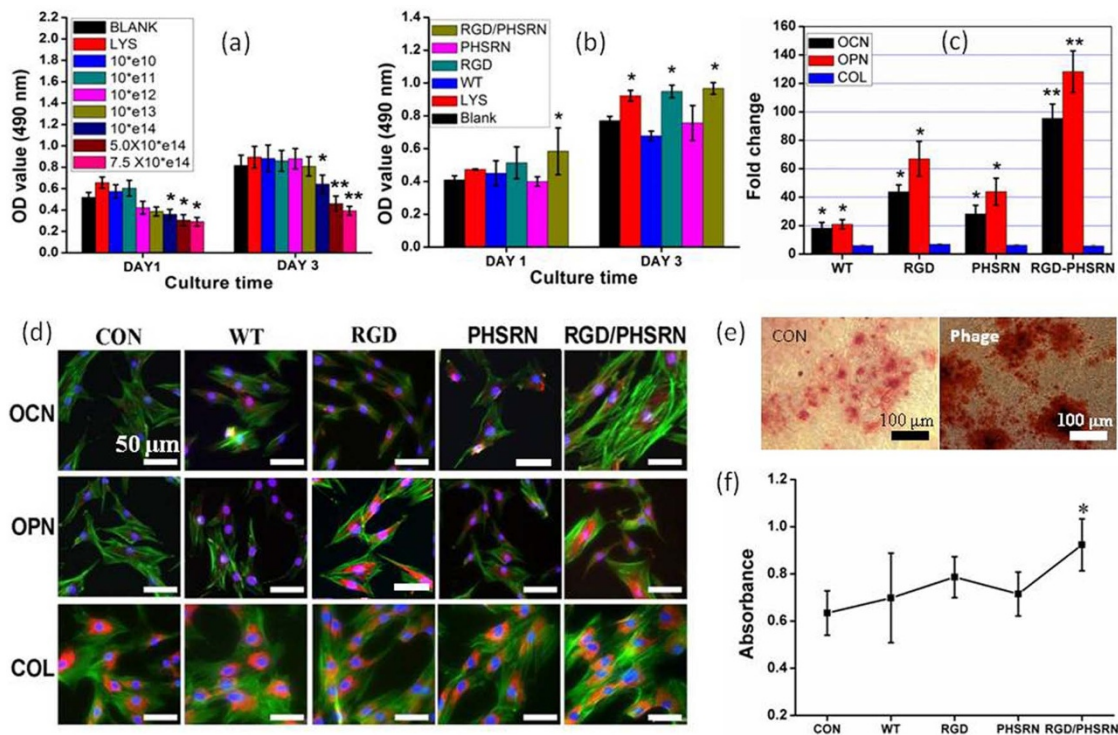 (a)
OD value (490 nm)
2.2
2.0
1.8
1.6
1.4
1.2
1.0
0.8
0.6
0.4
0.2
0.0
BLANK
LYS
10*e10
10*e11
10*e12
10*e13
10*e14
5.0X10*e14
7.5 X10*e14
* * *
* ** **
DAY1
DAY 3
Culture time
(b)
OD value (490 nm)
1.4
1.2
1.0
0.8
0.6
0.4
0.2
0.0
RGD/PHSRN
PHSRN
RGD
WT
LYS
Blank
*
* * *
DAY 1
DAY 3
Culture time
(c)
Fold change
160
140
120
100
80
60
40
20
0
OCN
OPN
COL
* *
* *
* *
** **
WT
RGD
PHSRN
RGD-PHSRN
(d)
CON
WT
RGD
PHSRN
RGD/PHSRN
OCN
50 µm
OPN
COL
(e)
CON
100 µm
Phage
100 µm
(f)
Absorbance
1.2
1.0
0.8
0.6
0.4
0.2
*
CON
WT
RGD
PHSRN
RGD/PHSRN